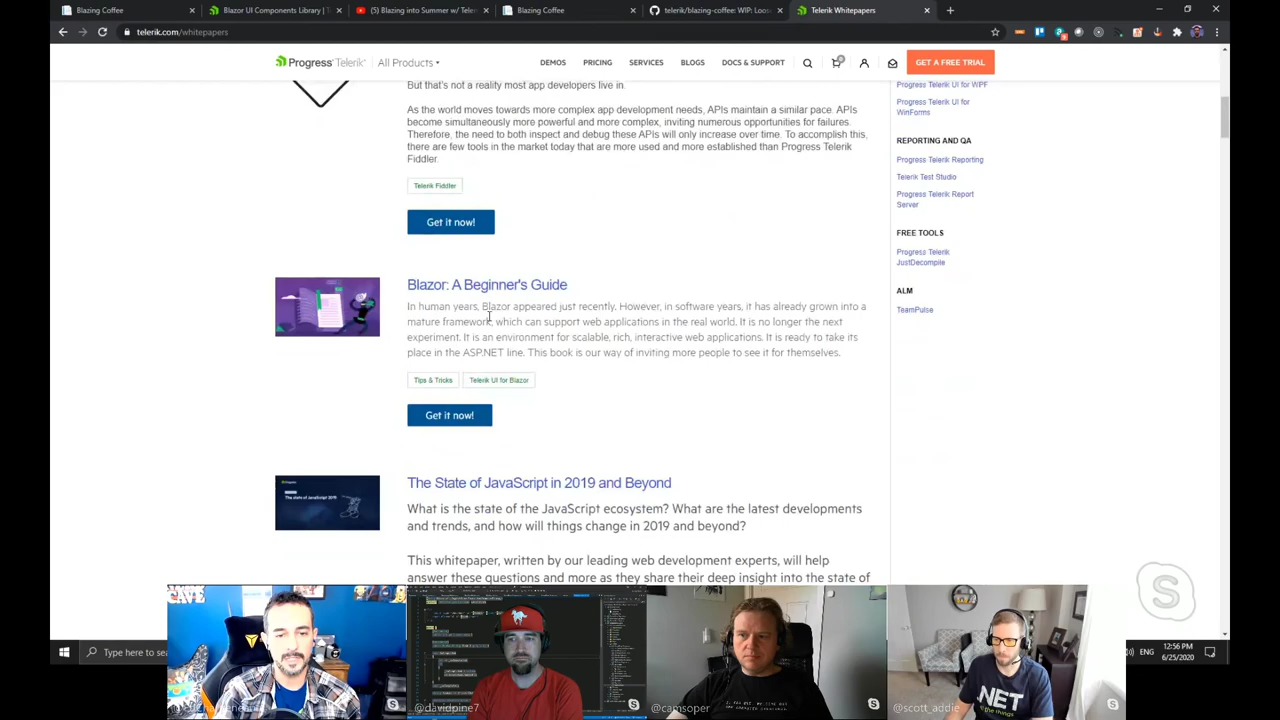 Blazing Coffee
Blazor UI Components Library | T
(5) Blazing into Summer w/ Teler
Blazing Coffee
telerik/blazing-coffee: WIP: Loos
Telerik Whitepapers
telerik.com/whitepapers
Progress Telerik
All Products
DEMOS
PRICING
SERVICES
BLOGS
DOCS & SUPPORT
GET A FREE TRIAL
But that's not a reality most app developers live in.
As the world moves towards more complex app development needs, APIs maintain a similar pace. APIs
become simultaneously more powerful and more complex, inviting numerous opportunities for failures.
Therefore, the need to both inspect and debug these APIs will only increase over time. To accomplish this,
there are few tools in the market today that are more used and more established than Progress Telerik
Fiddler.
Telerik Fiddler
Get it now!
Blazor: A Beginner's Guide
In human years, Blazor appeared just recently. However, in software years, it has already grown into a
mature framework which can support web applications in the real world. It is no longer the next
experiment. It is an environment for scalable, rich, interactive web applications. It is ready to take its
place in the ASP.NET line. This book is our way of inviting more people to see it for themselves.
Tips & Tricks
Telerik UI for Blazor
Get it now!
The State of JavaScript in 2019 and Beyond
What is the state of the JavaScript ecosystem? What are the latest developments
and trends, and how will things change in 2019 and beyond?
This whitepaper, written by our leading web development experts, will help
answer these questions and more as they share their deep insight into the state of
The state of JavaScript 2019
Progress Telerik UI for WPF
Progress Telerik UI for
WinForms
REPORTING AND QA
Progress Telerik Reporting
Telerik Test Studio
Progress Telerik Report
Server
FREE TOOLS
Progress Telerik
JustDecompile
ALM
TeamPulse
Type here to sea
ENG
12:56 PM
6/25/2020
@davidpine7
@camsoper
@scott_addie
.NET